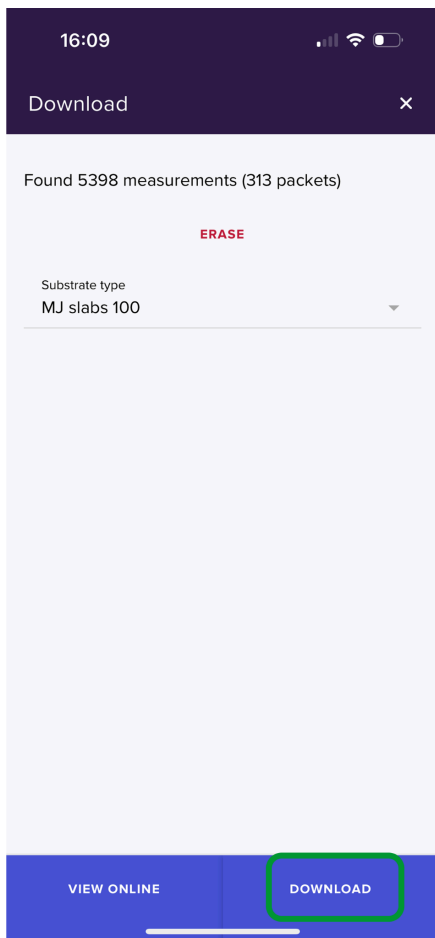 16:09
Download ×
Found 5398 measurements (313 packets)
ERASE
Substrate type
MJ slabs 100
VIEW ONLINE DOWNLOAD